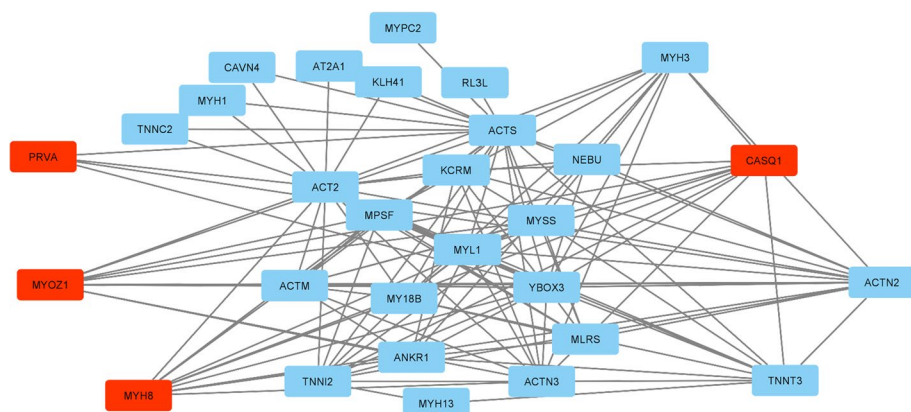 MYPC2
MYH3
CAVN4
AT2A1
KLH41
RL3L
MYH1
TNNC2
ACTS
PRVA
NEBU
CASQ1
KCRM
ACT2
MPSF
MYSS
MYL1
MYOZ1
ACTM
YBOX3
ACTN2
MY18B
MLRS
ANKR1
TNNI2
ACTN3
TNNT3
MYH8
MYH13